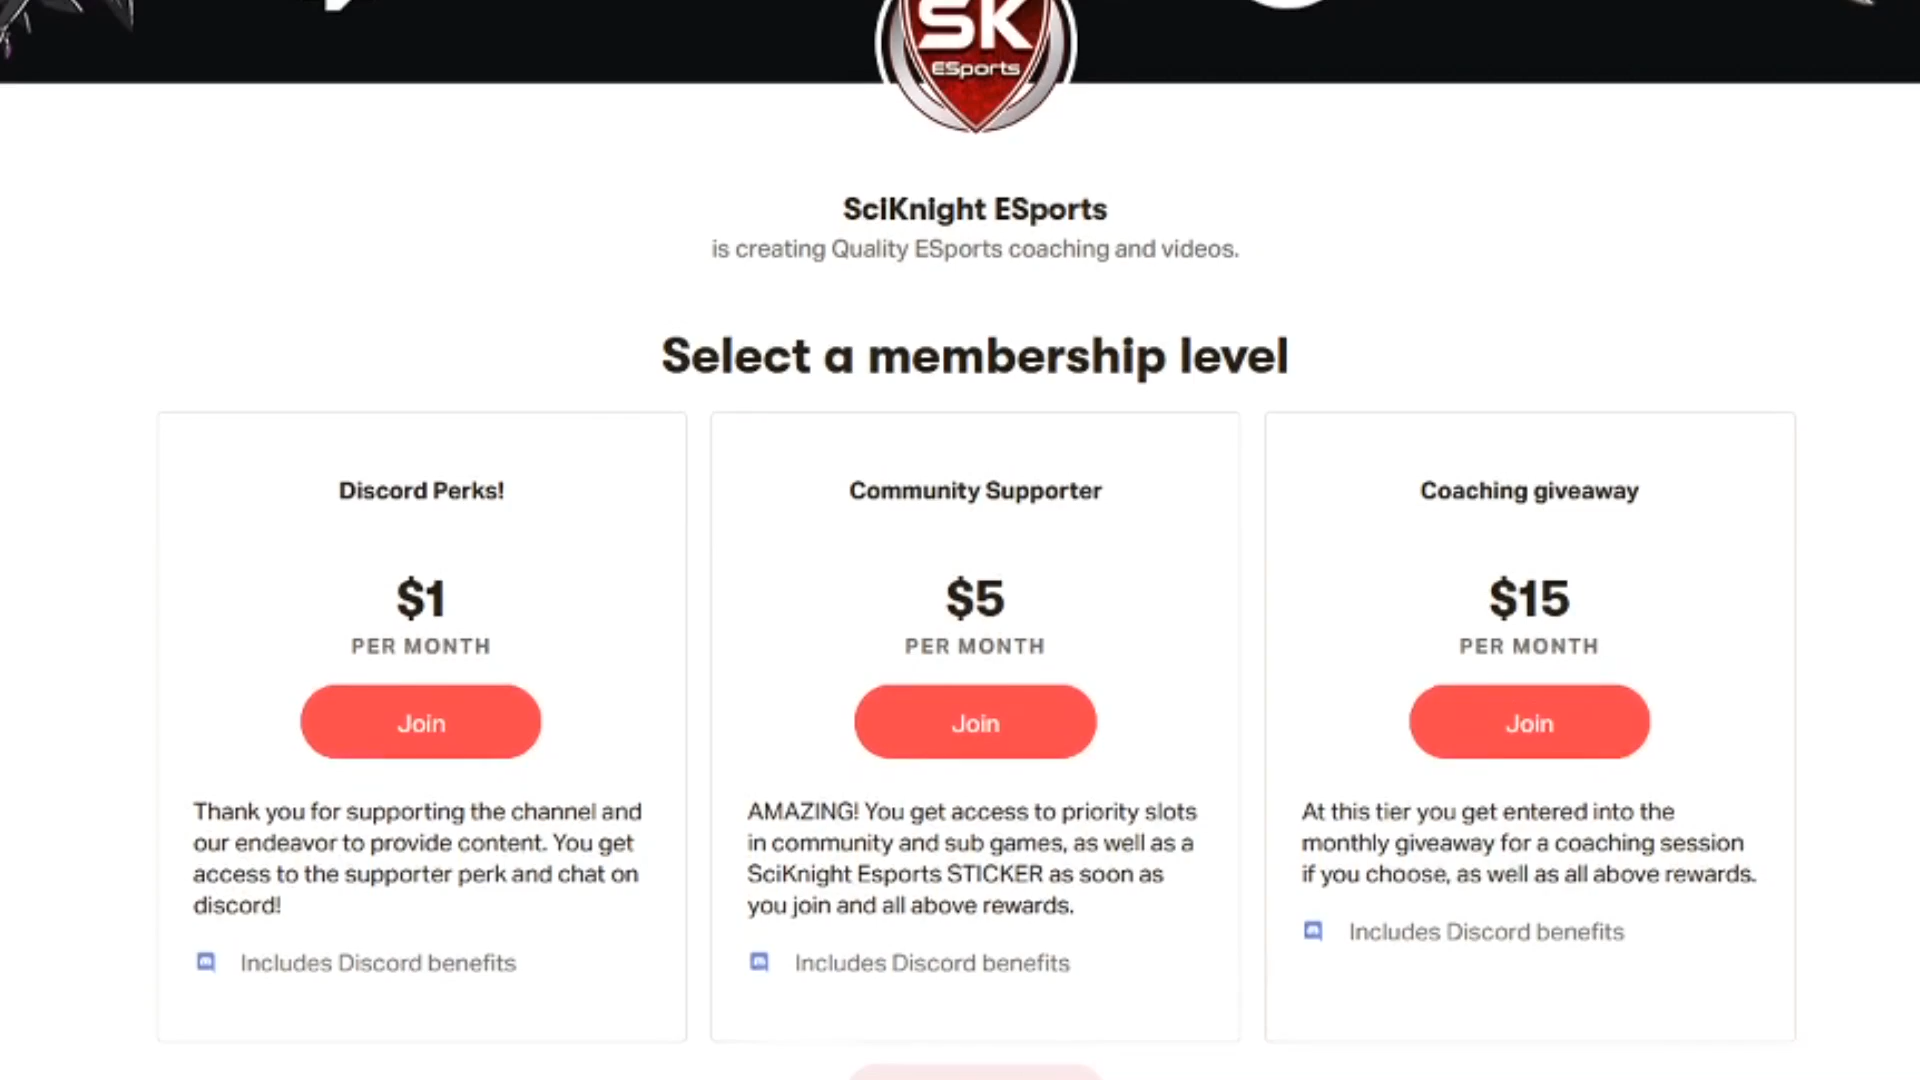 SK
ESports
SciKnight ESports
is creating Quality ESports coaching and videos.
Select a membership level
Discord Perks!
$1
PER MONTH
Join
Thank you for supporting the channel and
our endeavor to provide content. You get
access to the supporter perk and chat on
discord!
Includes Discord benefits
Community Supporter
$5
PER MONTH
Join
AMAZING! You get access to priority slots
in community and sub games, as well as a
SciKnight Esports STICKER as soon as
you join and all above rewards.
Includes Discord benefits
Coaching giveaway
$15
PER MONTH
Join
At this tier you get entered into the
monthly giveaway for a coaching session
if you choose, as well as all above rewards.
Includes Discord benefits